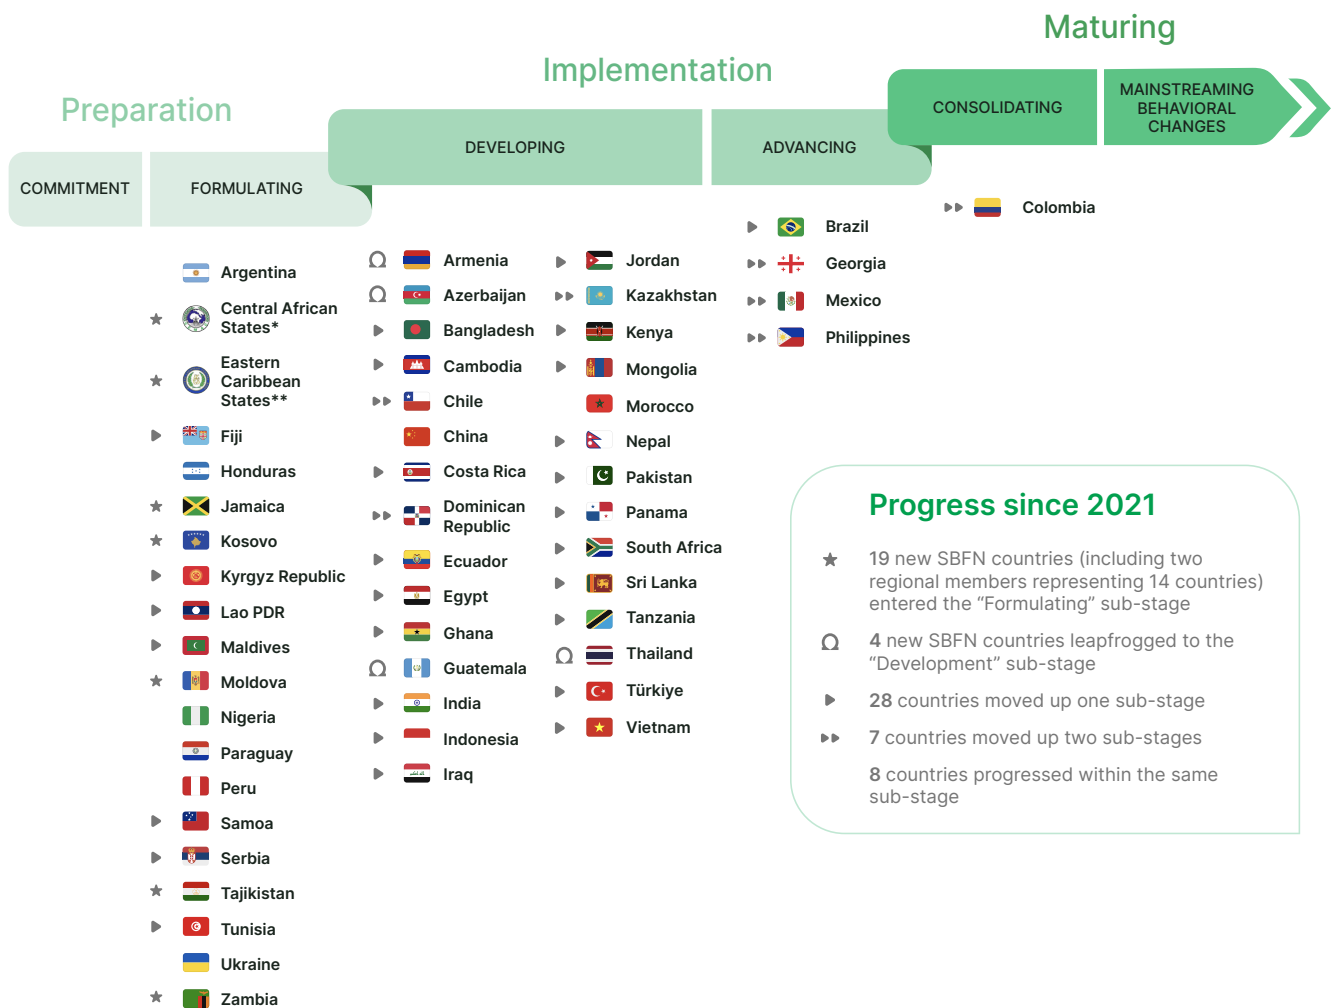 Preparation
Implementation
Maturing
COMMITMENT
FORMULATING
DEVELOPING
ADVANCING
CONSOLIDATING
MAINSTREAMING
BEHAVIORAL
CHANGES
Argentina
Central African
States*
Eastern
Caribbean
States**
Fiji
Honduras
Jamaica
Kosovo
Kyrgyz Republic
Lao PDR
Maldives
Moldova
Nigeria
Paraguay
Peru
Samoa
Serbia
Tajikistan
Tunisia
Ukraine
Zambia
Armenia
Azerbaijan
Bangladesh
Cambodia
Chile
China
Costa Rica
Dominican
Republic
Ecuador
Egypt
Ghana
Guatemala
India
Indonesia
Iraq
Jordan
Kazakhstan
Kenya
Mongolia
Morocco
Nepal
Pakistan
Panama
South Africa
Sri Lanka
Tanzania
Thailand
Türkiye
Vietnam
Brazil
Georgia
Mexico
Philippines
Colombia
Progress since 2021
19 new SBFN countries (including two
regional members representing 14 countries)
entered the “Formulating” sub-stage
4 new SBFN countries leapfrogged to the
“Development” sub-stage
28 countries moved up one sub-stage
7 countries moved up two sub-stages
8 countries progressed within the same
sub-stage